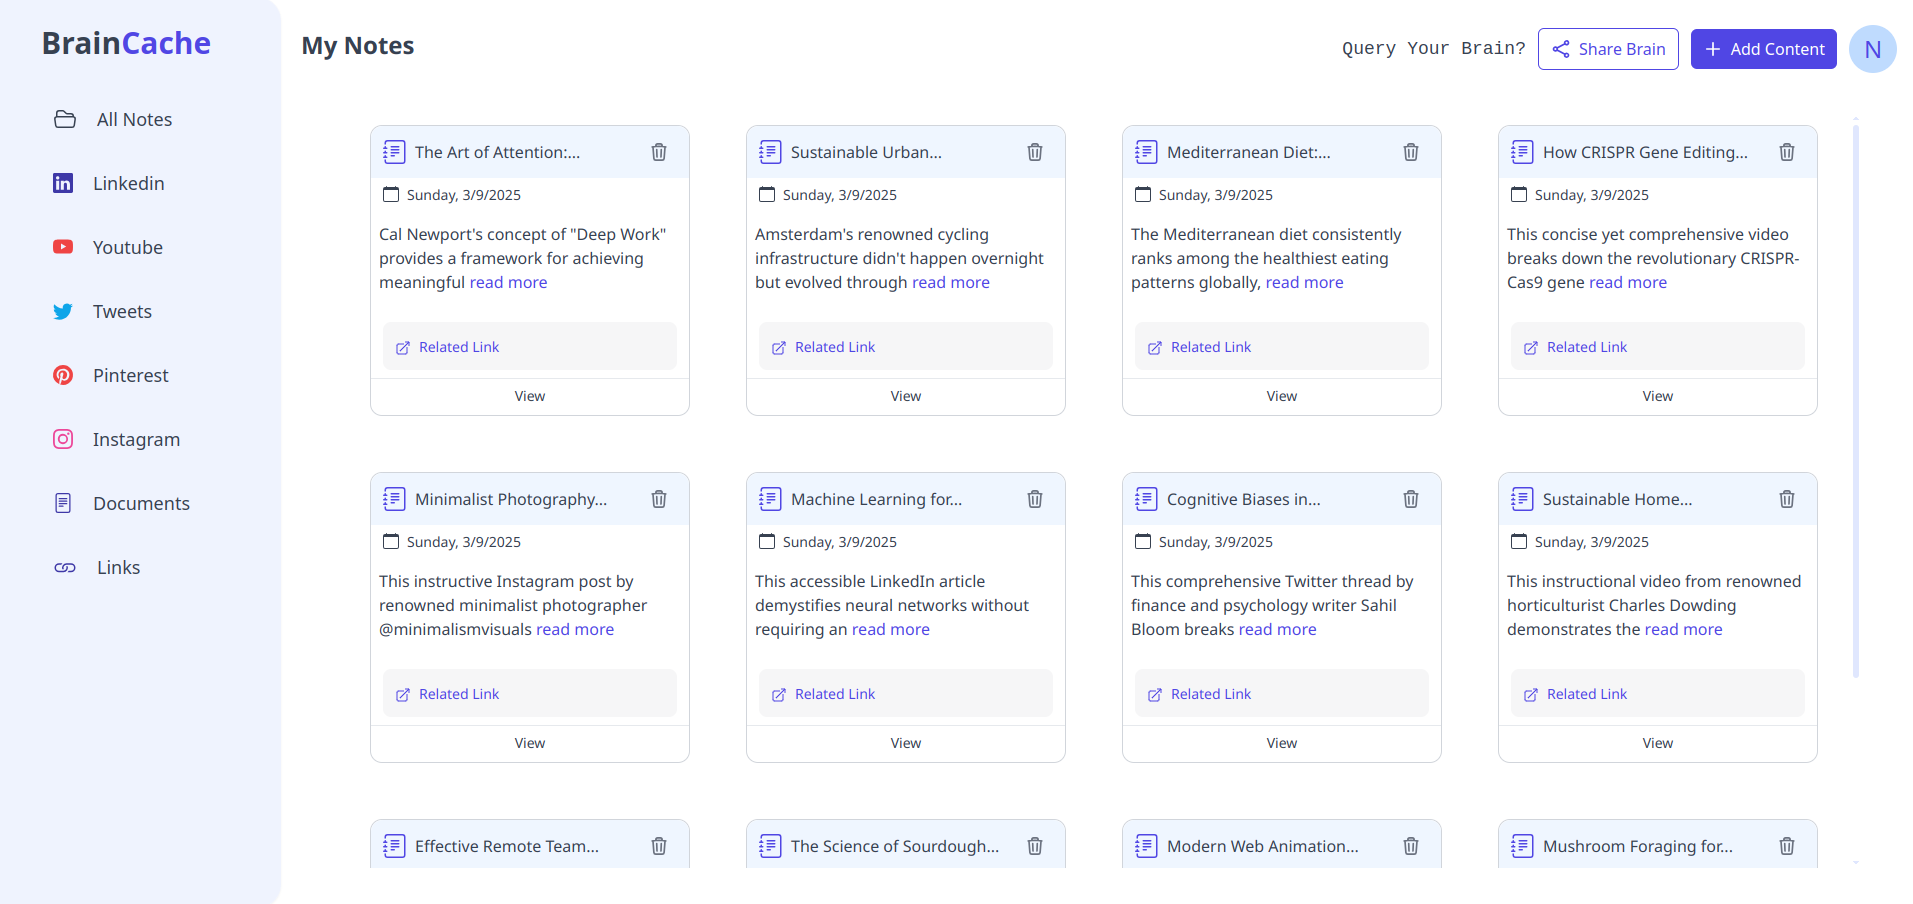 BrainCache
All Notes
Linkedin
Youtube
Tweets
Pinterest
Instagram
Documents
Links
My Notes
Query Your Brain?
Share Brain
Add Content
N
The Art of Attention:...
Sunday, 3/9/2025
Cal Newport's concept of "Deep Work"
provides a framework for achieving
meaningful read more
Related Link
View
Sustainable Urban...
Sunday, 3/9/2025
Amsterdam's renowned cycling
infrastructure didn't happen overnight
but evolved through read more
Related Link
View
Mediterranean Diet:...
Sunday, 3/9/2025
The Mediterranean diet consistently
ranks among the healthiest eating
patterns globally, read more
Related Link
View
How CRISPR Gene Editing...
Sunday, 3/9/2025
This concise yet comprehensive video
breaks down the revolutionary CRISPR-
Cas9 gene read more
Related Link
View
Minimalist Photography...
Sunday, 3/9/2025
This instructive Instagram post by
renowned minimalist photographer
@minimalismvisuals read more
Related Link
View
Machine Learning for...
Sunday, 3/9/2025
This accessible LinkedIn article
demystifies neural networks without
requiring an read more
Related Link
View
Cognitive Biases in...
Sunday, 3/9/2025
This comprehensive Twitter thread by
finance and psychology writer Sahil
Bloom breaks read more
Related Link
View
Sustainable Home...
Sunday, 3/9/2025
This instructional video from renowned
horticulturist Charles Dowding
demonstrates the read more
Related Link
View
Effective Remote Team...
The Science of Sourdough...
Modern Web Animation...
Mushroom Foraging for...